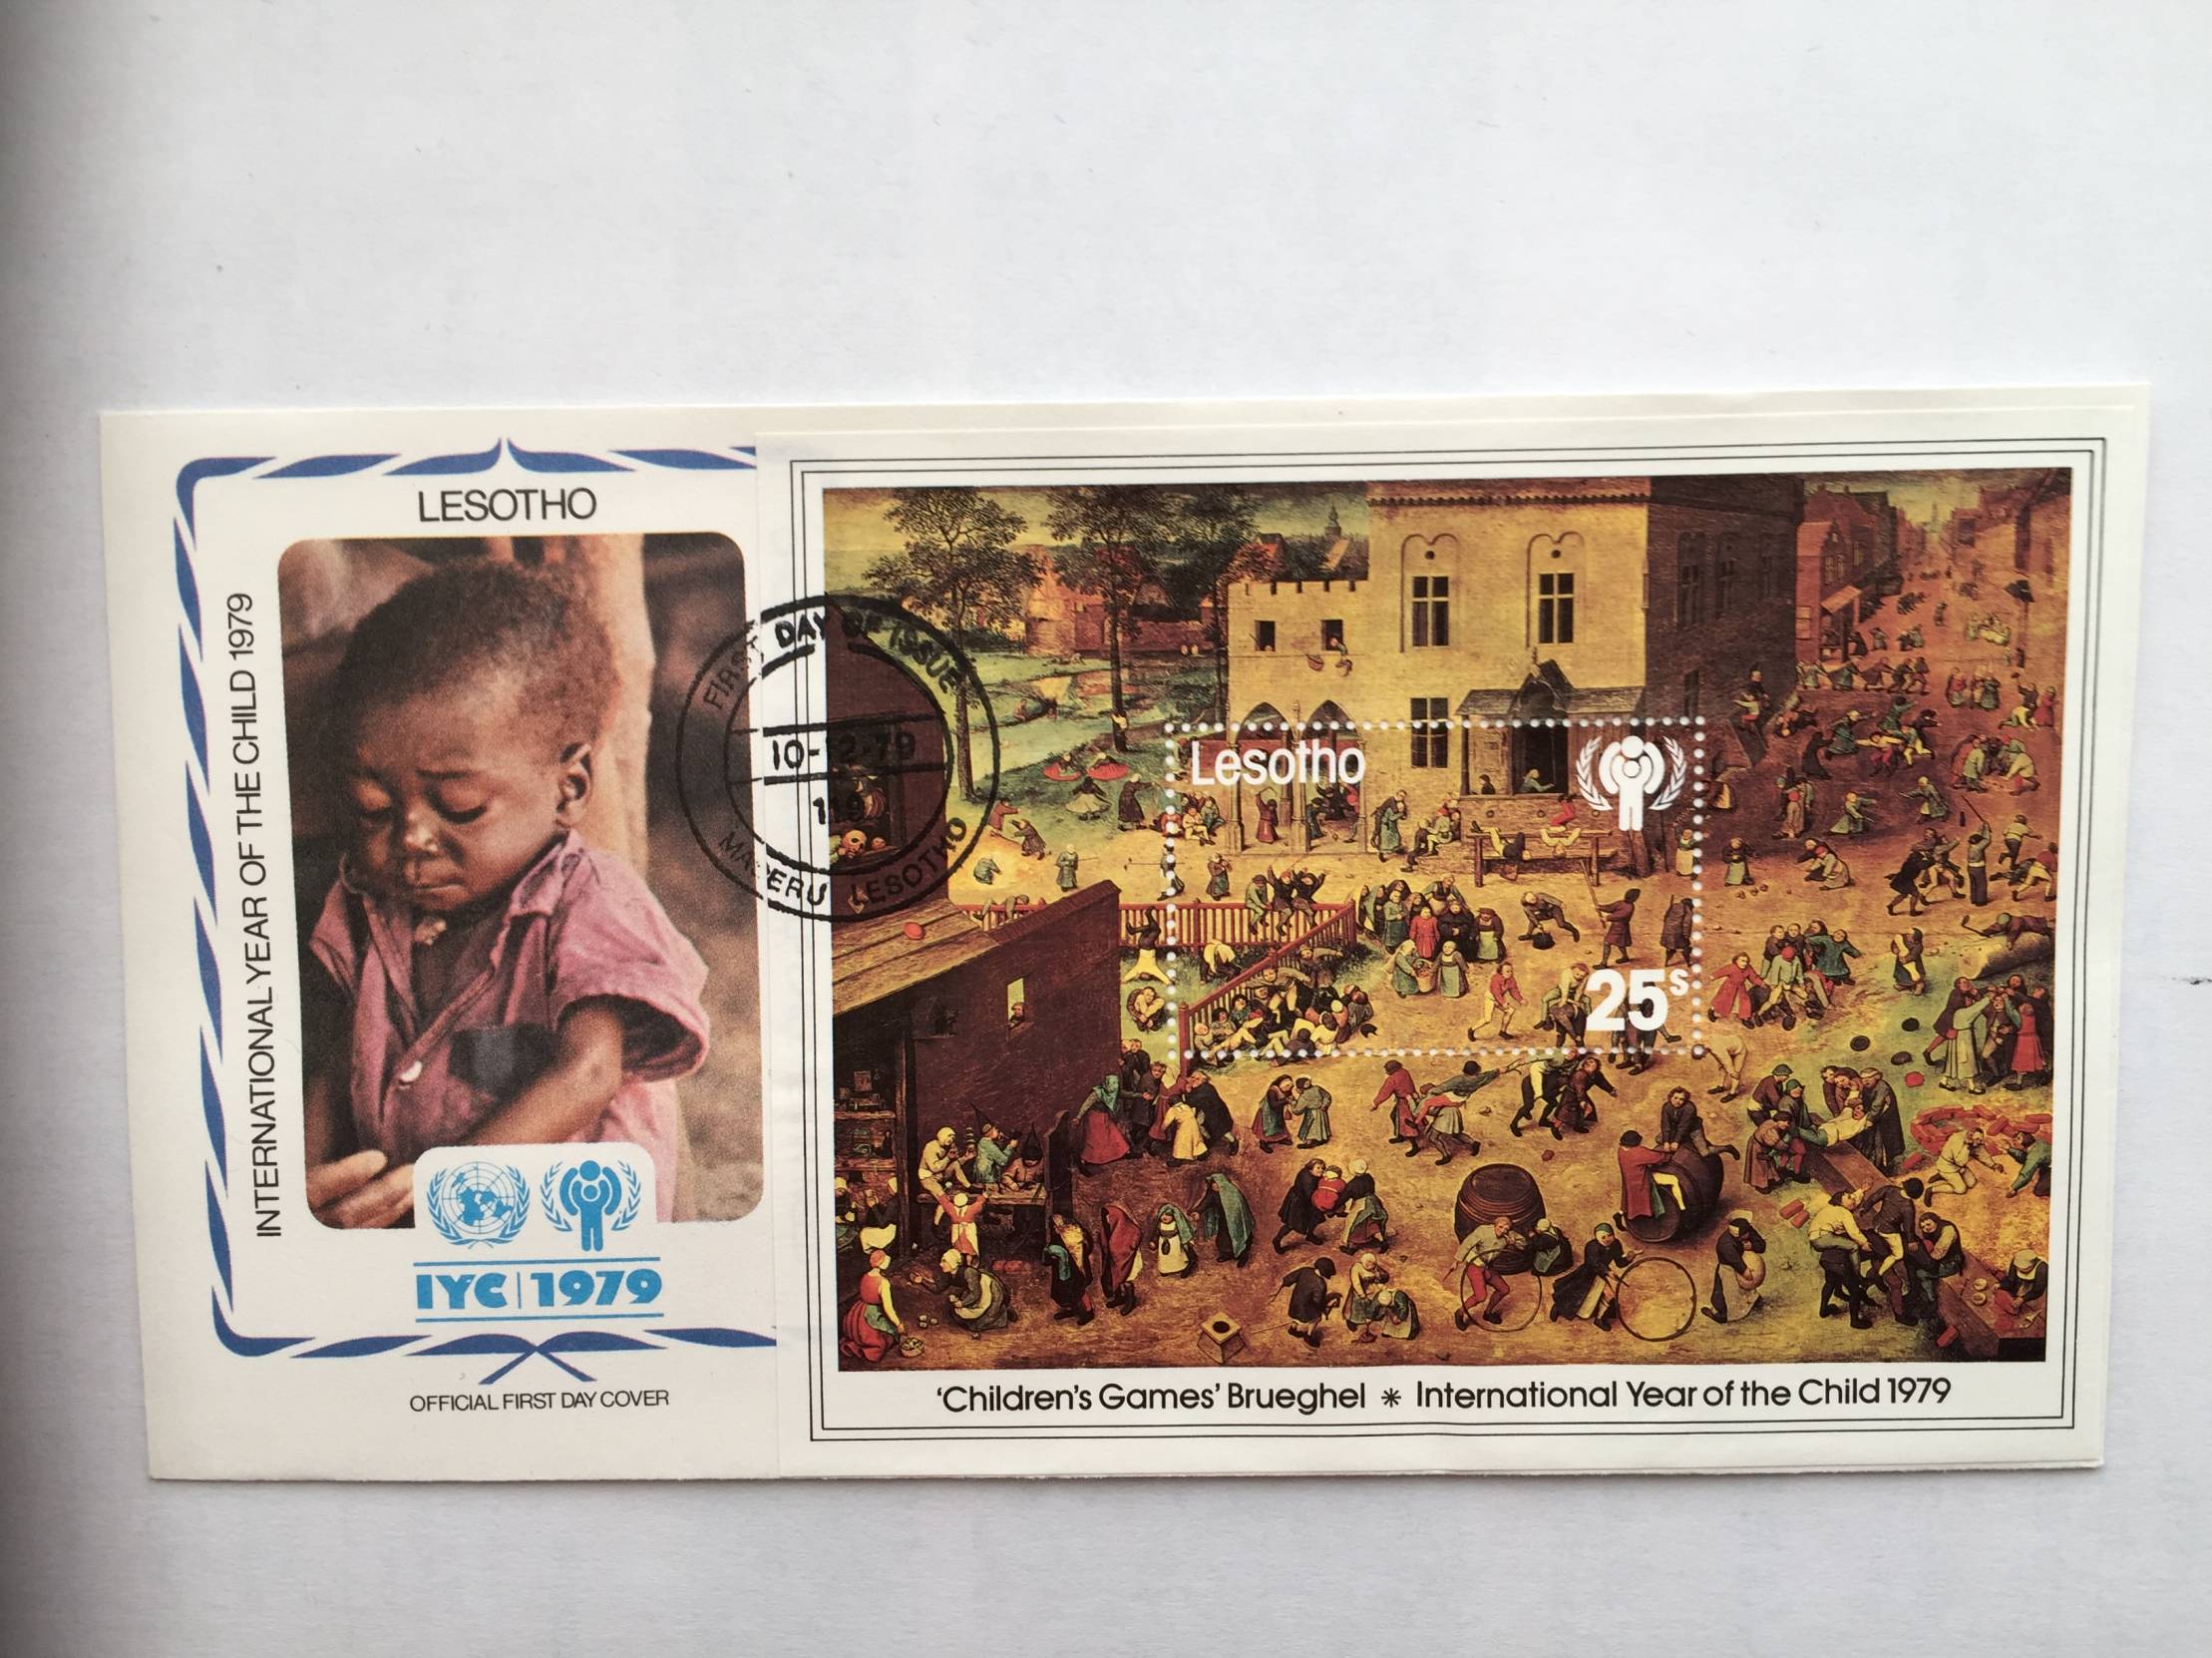 LESOTHO
INTERNATIONAL YEAR OF THE CHILD 1979
IYC 1979
OFFICIAL FIRST DAY COVER
FIRST DAY OF ISSUE
10-12-79
MASERU LESOTHO
Lesotho
25s
'Children's Games' Brueghel * International Year of the Child 1979